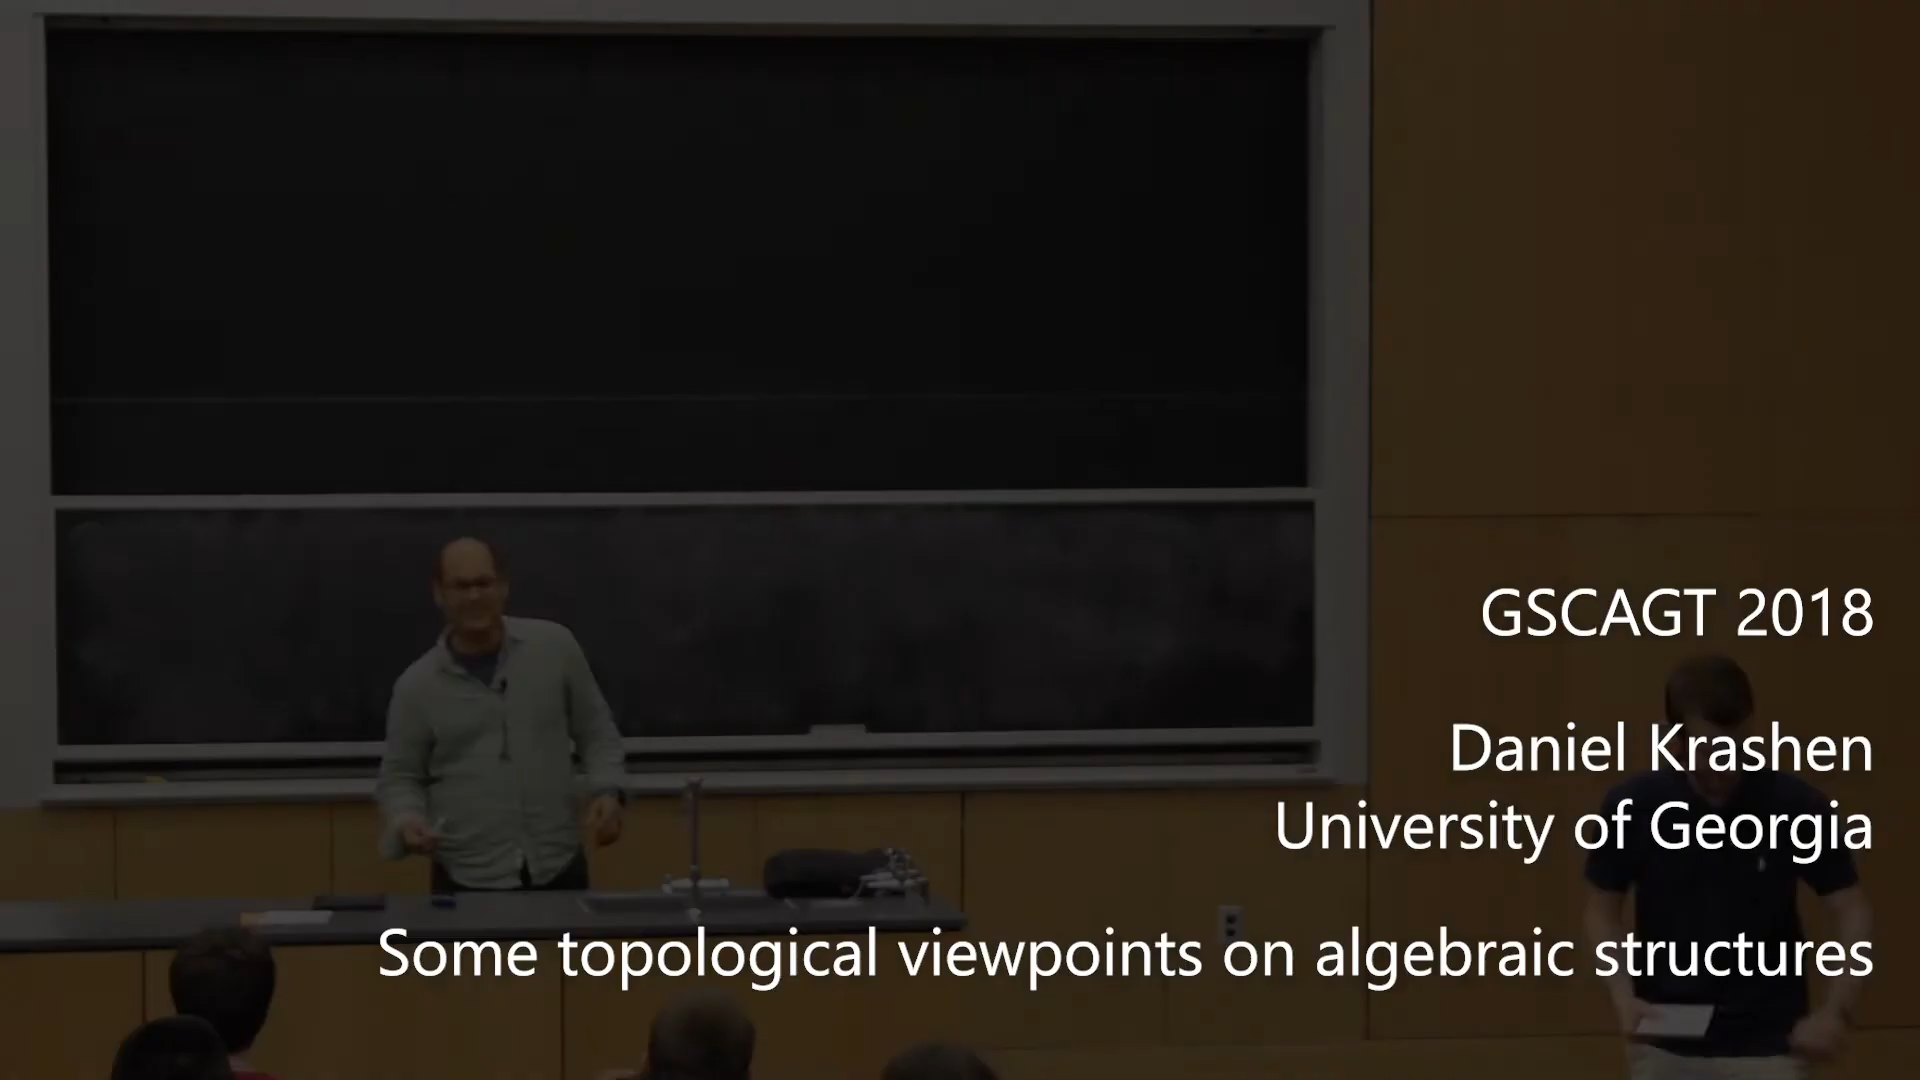 GSCAGT 2018
Daniel Krashen
University of Georgia
Some topological viewpoints on algebraic structures